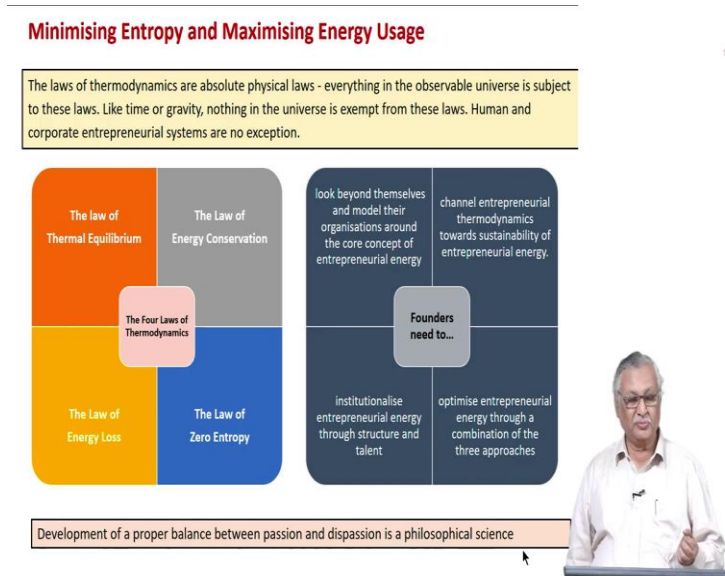 Minimising Entropy and Maximising Energy Usage
The laws of thermodynamics are absolute physical laws - everything in the observable universe is subject
to these laws. Like time or gravity, nothing in the universe is exempt from these laws. Human and
corporate entrepreneurial systems are no exception.
The law of
Thermal Equilibrium
The Law of
Energy Conservation
The Four Laws of
Thermodynamics
The Law of
Energy Loss
The Law of
Zero Entropy
look beyond themselves
and model their
organisations around
the core concept of
entrepreneurial energy
channel entrepreneurial
thermodynamics
towards sustainability of
entrepreneurial energy.
Founders
need to...
institutionalise
entrepreneurial energy
through structure and
talent
optimise entrepreneurial
energy through a
combination of the
three approaches
Development of a proper balance between passion and dispassion is a philosophical science